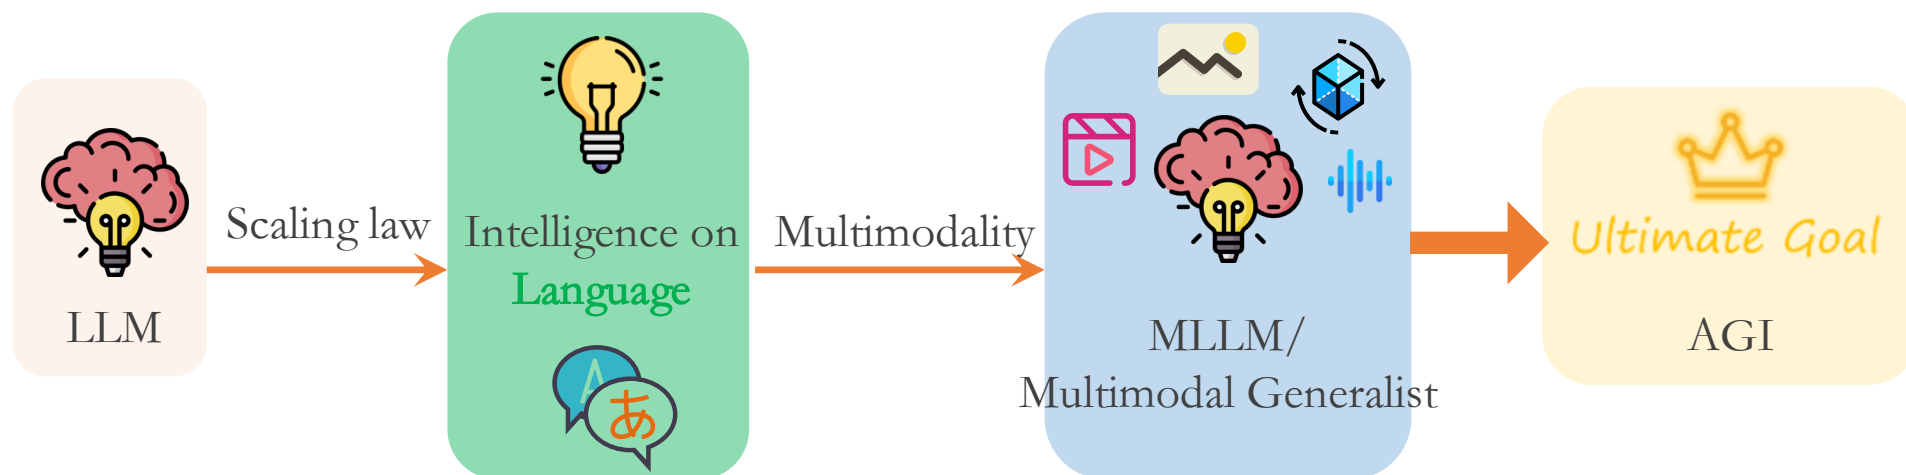 LLM
Scaling law
Intelligence on
Language
A
あ
Multimodality
MLLM/
Multimodal Generalist
Ultimate Goal
AGI